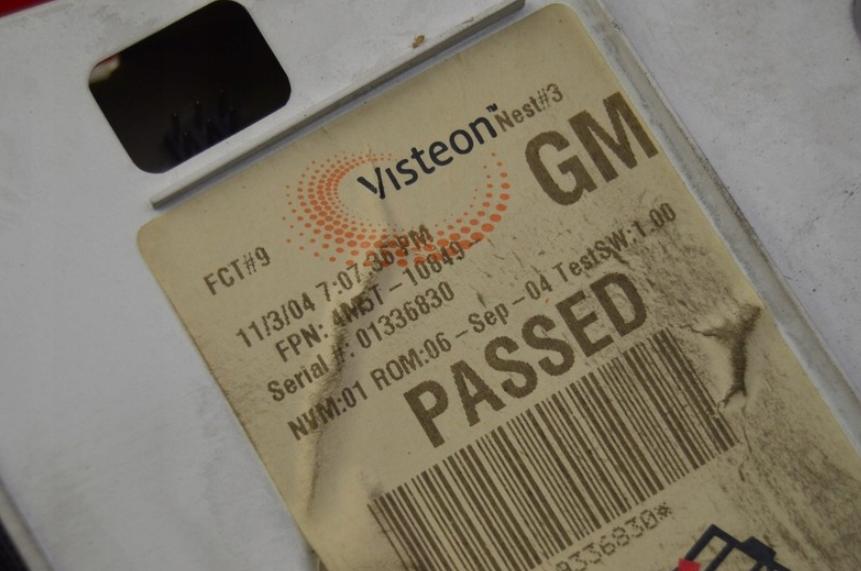 Visteon™ Nest#3
GM
FCT#9
11/3/04 7:07:36 PM
FPN: 4M5T-10849-
Serial #: 01336830
NVM:01 ROM:06-Sep-04 TestSW:1.00
PASSED
336830*